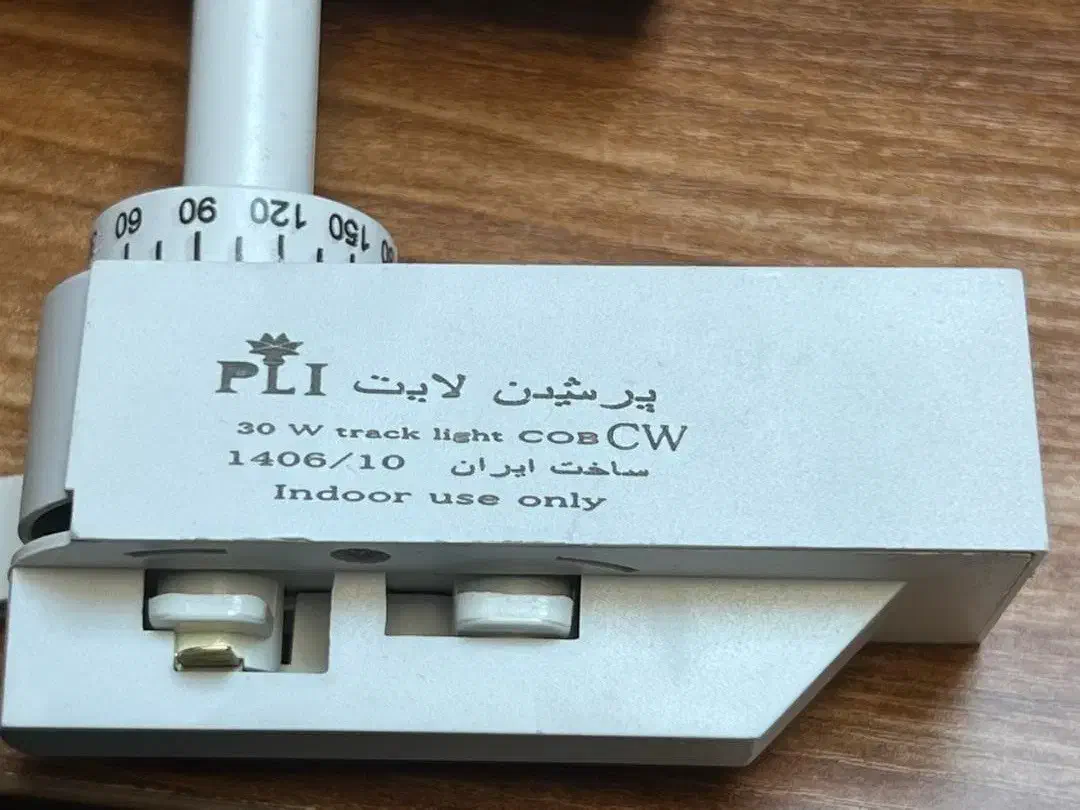 60 90 120 150
PLI پرشین لایت
30 W track light COB CW
1406/10 ساخت ایران
Indoor use only